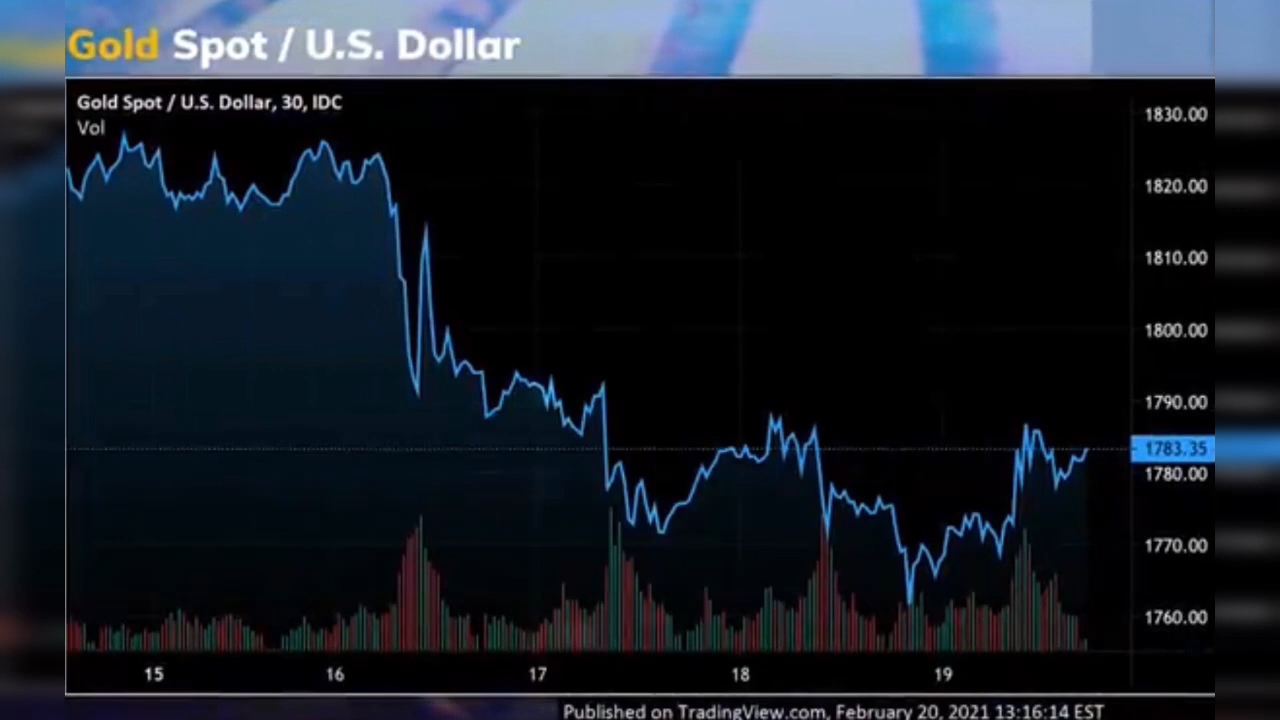 Gold Spot / U.S. Dollar
Gold Spot / U.S. Dollar, 30, IDC
Vol
1830.00
1820.00
1810.00
1800.00
1790.00
1783.35
1780.00
1770.00
1760.00
15 16 17 18 19
Published on TradingView.com, February 20, 2021 13:16:14 EST